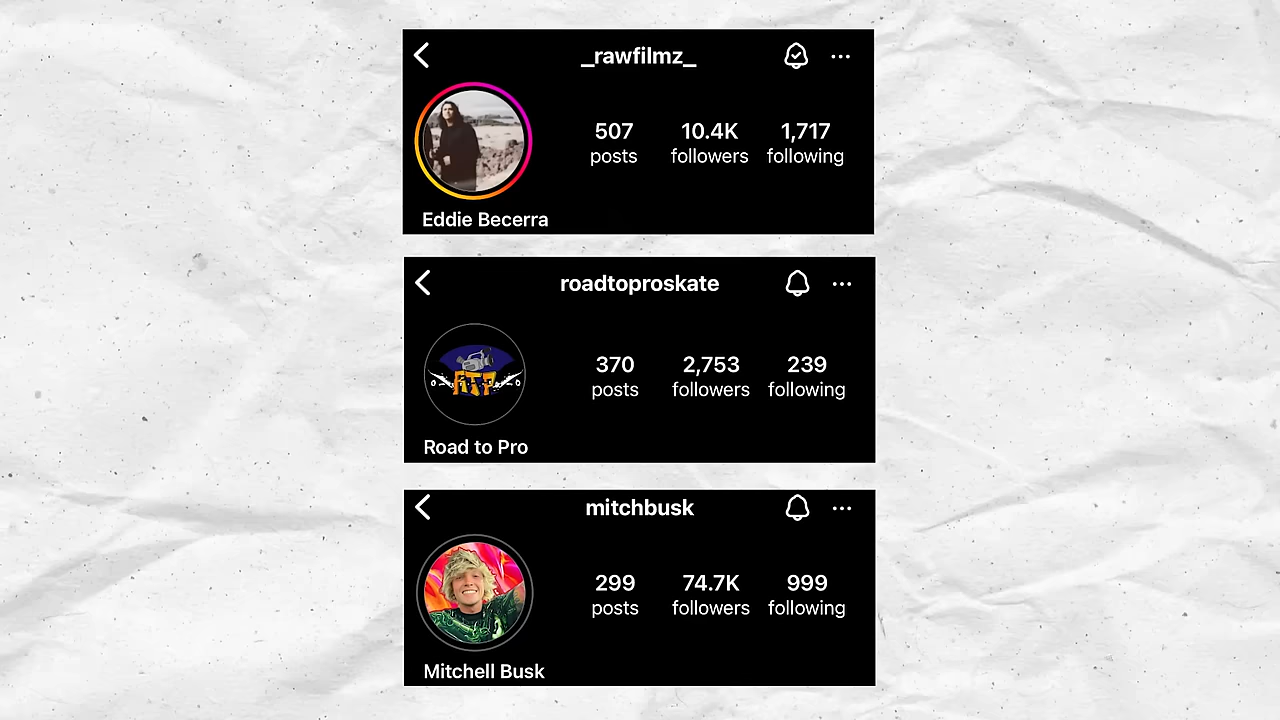 _rawfilmz_
507 10.4K 1,717
posts followers following
Eddie Becerra
roadtoproskate
370 2,753 239
posts followers following
RTP
Road to Pro
mitchbusk
299 74.7K 999
posts followers following
Mitchell Busk